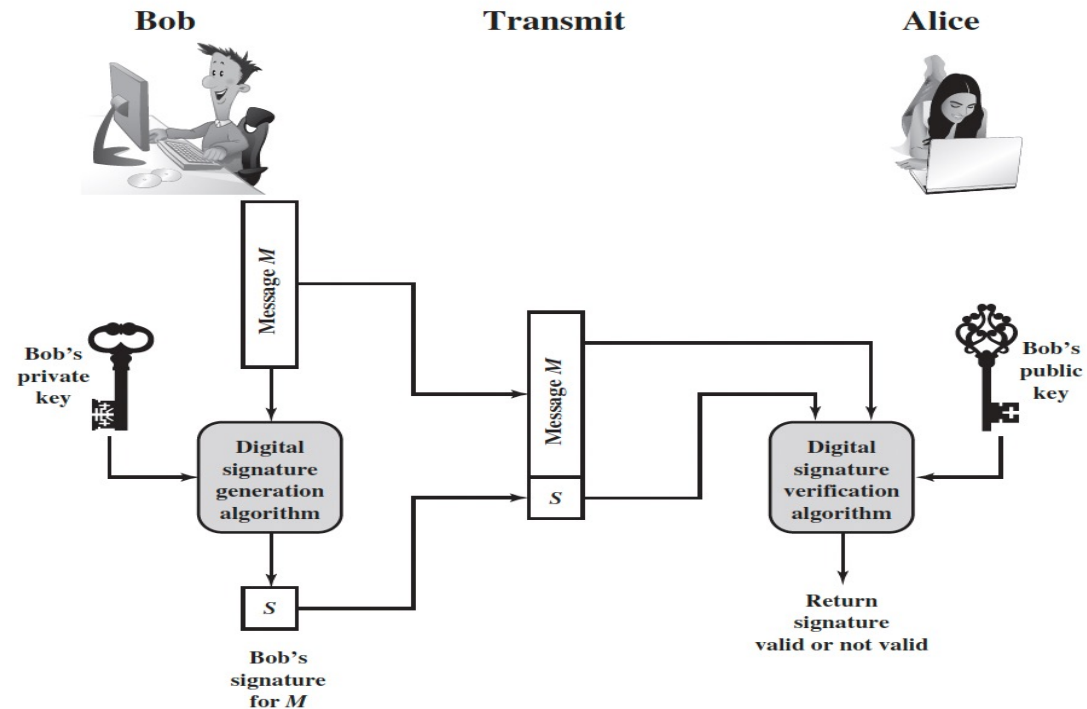 Bob
Transmit
Alice
Message M
Bob's
private
key
Digital
signature
generation
algorithm
S
Bob's
signature
for M
Message M
S
Bob's
public
key
Digital
signature
verification
algorithm
Return
signature
valid or not valid